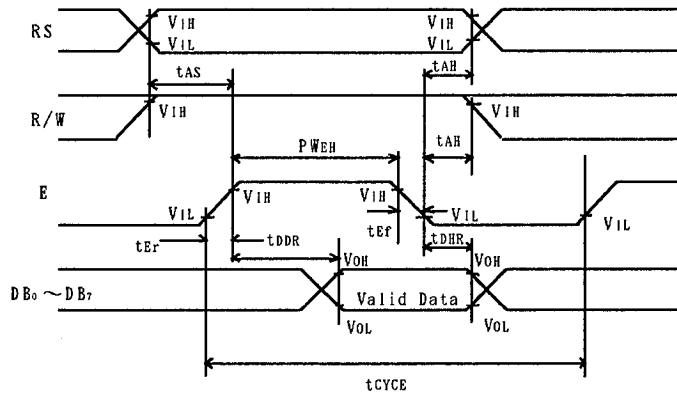 RS VIH VIH
VIL VIL
tAS tAH
R/W VIH VIH
PWEH tAH
E VIH VIH
VIL VIL VIL
tEr tDDR tEf tDHR
VOH VOH
DB0 ~DB7 Valid Data
VOL VOL
tCYCE